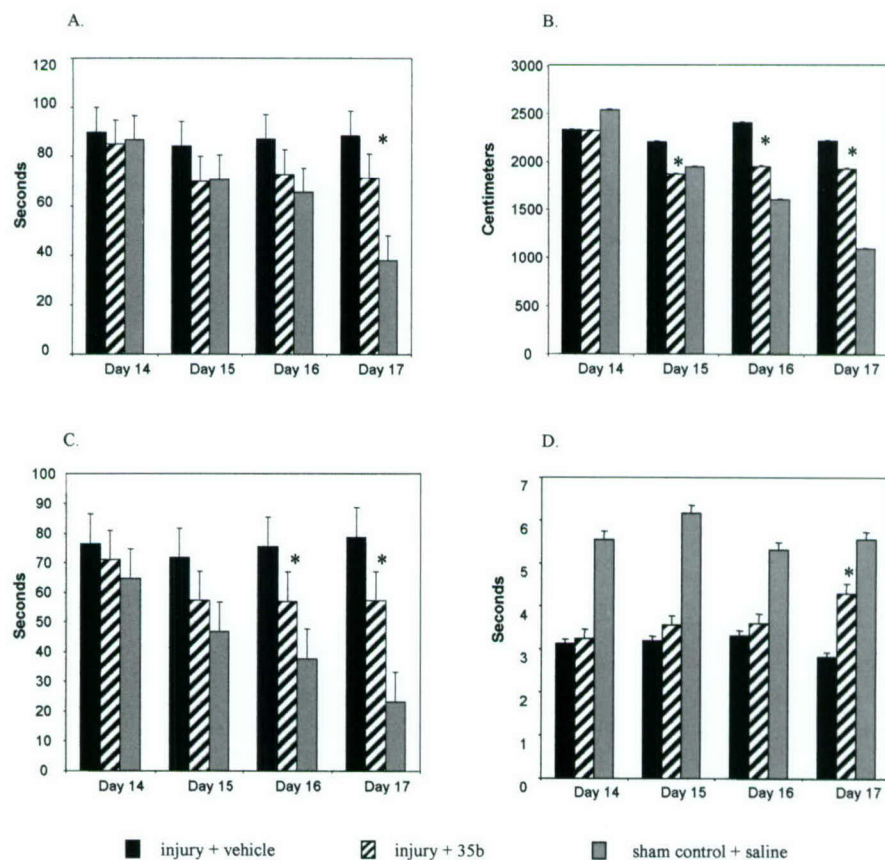 A.
120
100
80
60
40
20
0
Seconds
*
Day 14 Day 15 Day 16 Day 17
B.
3000
2500
2000
1500
1000
500
0
Centimeters
* * *
Day 14 Day 15 Day 16 Day 17
C.
100
90
80
70
60
50
40
30
20
10
00
Seconds
* *
Day 14 Day 15 Day 16 Day 17
D.
7
6
5
4
3
2
1
0
Seconds
*
Day 14 Day 15 Day 16 Day 17
injury + vehicle injury + 35b sham control + saline